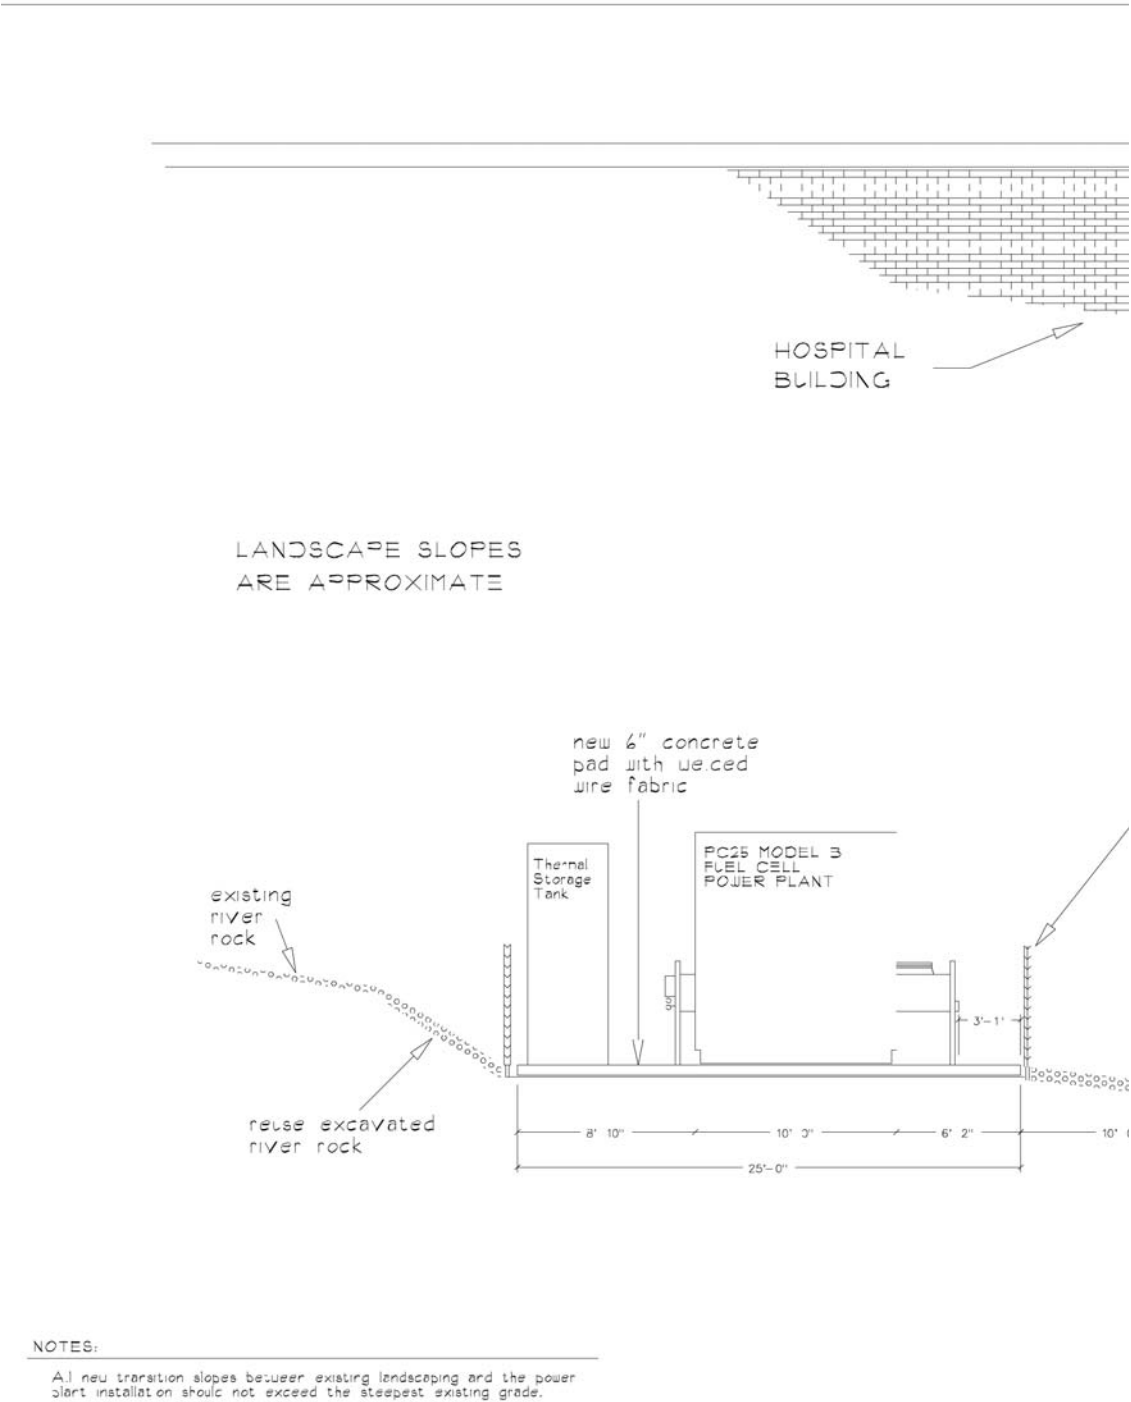 HOSPITAL
BUILDING
LANDSCAPE SLOPES
ARE APPROXIMATE
new 6" concrete
pad with welded
wire fabric
PC25 MODEL B
FUEL CELL
POWER PLANT
Thermal
Storage
Tank
existing
river
rock
3'-1"
reuse excavated
river rock
8' 10"
10' 0"
6' 2"
10'
25'-0"
NOTES:
All new transition slopes between existing landscaping and the power
plant installation should not exceed the steepest existing grade.